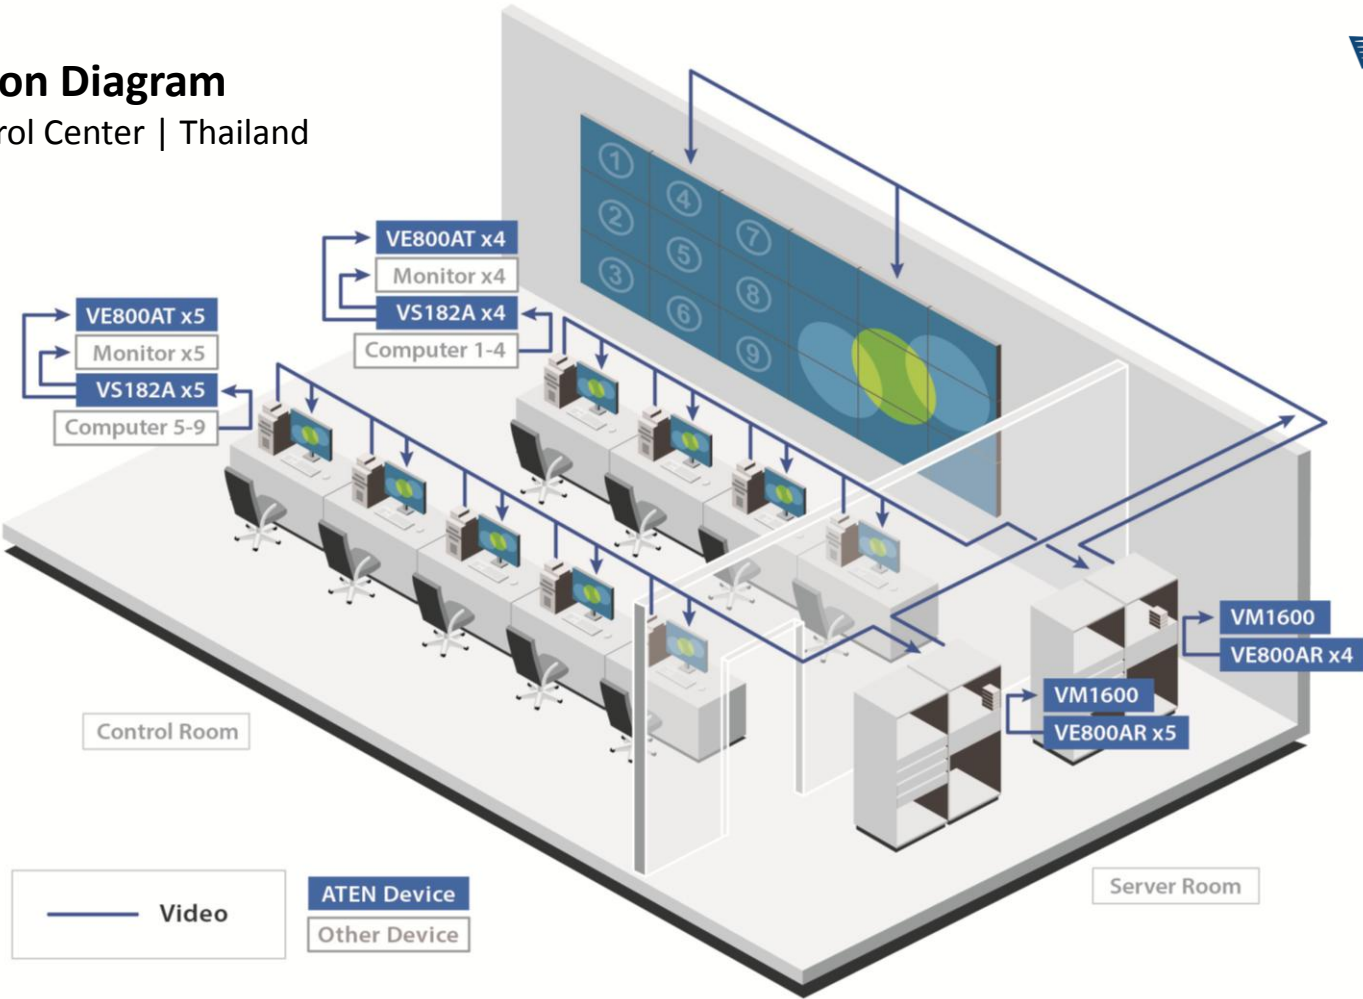 on Diagram
rol Center | Thailand
VE800AT x4
Monitor x4
VS182A x4
Computer 1-4
VE800AT x5
Monitor x5
VS182A x5
Computer 5-9
1
2
3
4
5
6
7
8
9
VM1600
VE800AR x4
VM1600
VE800AR x5
Control Room
Server Room
Video
ATEN Device
Other Device